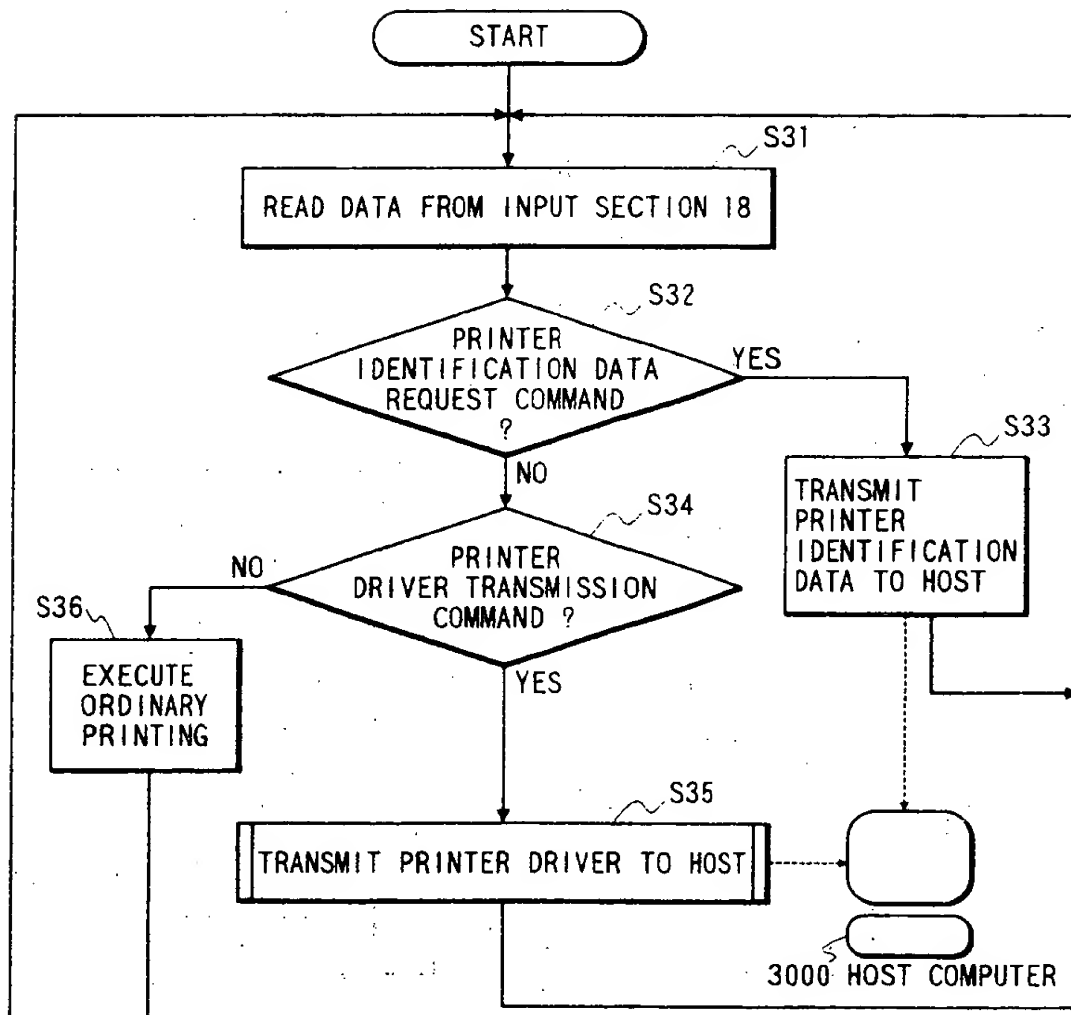 START
S31
READ DATA FROM INPUT SECTION 18
S32
PRINTER
IDENTIFICATION DATA
REQUEST COMMAND
?
YES
NO
S33
TRANSMIT
PRINTER
IDENTIFICATION
DATA TO HOST
S34
PRINTER
DRIVER TRANSMISSION
COMMAND ?
NO
YES
S36
EXECUTE
ORDINARY
PRINTING
S35
TRANSMIT PRINTER DRIVER TO HOST
3000 HOST COMPUTER